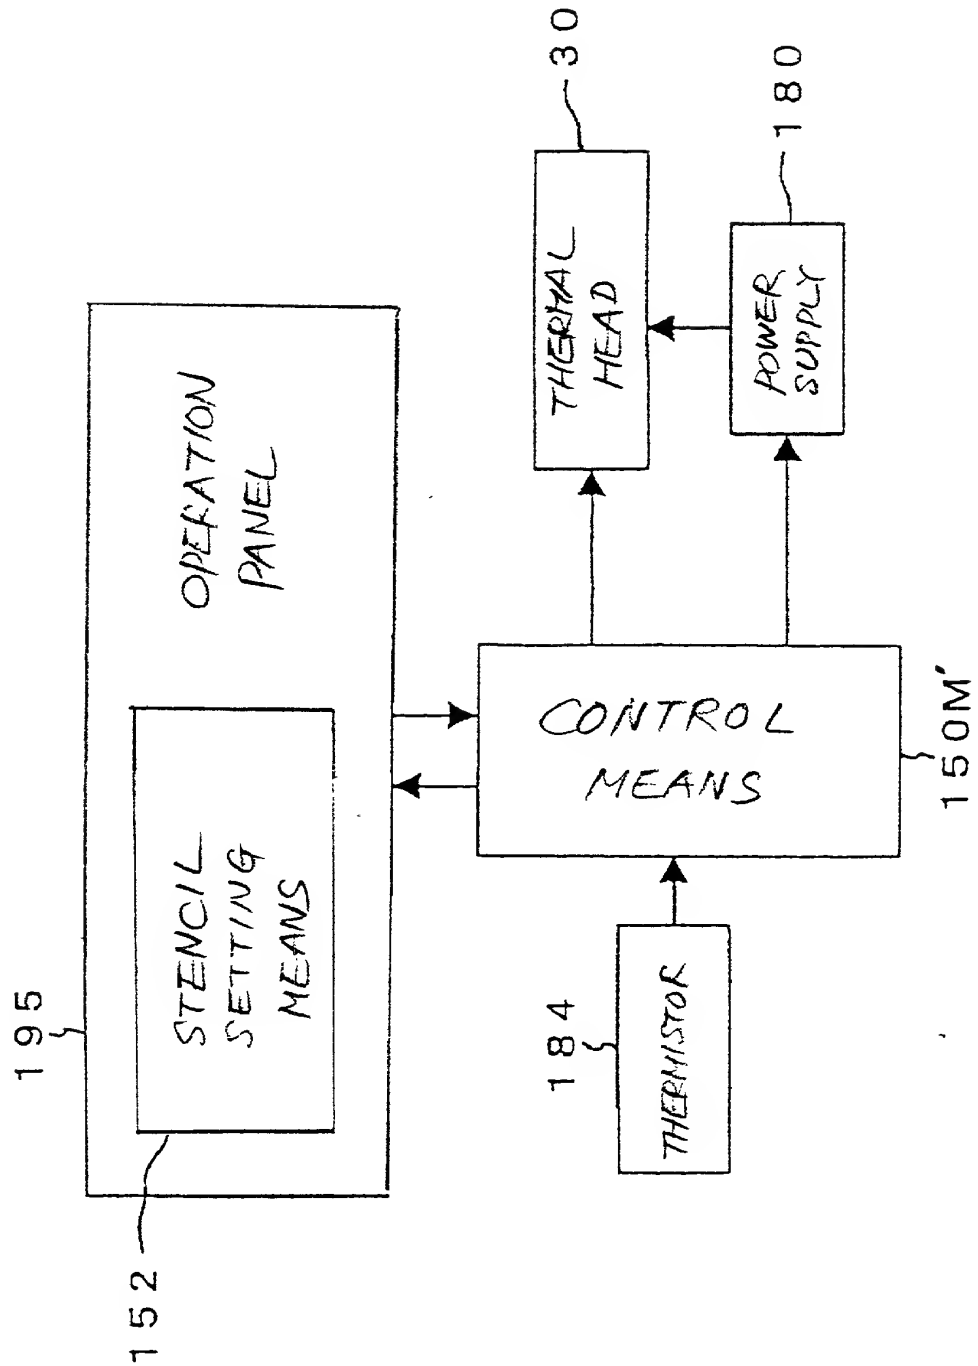 195
152
STENCIL
SETTING
MEANS
OPERATION
PANEL
184
THERMISTOR
CONTROL
MEANS
150M'
THERMAL
HEAD
30
POWER
SUPPLY
180